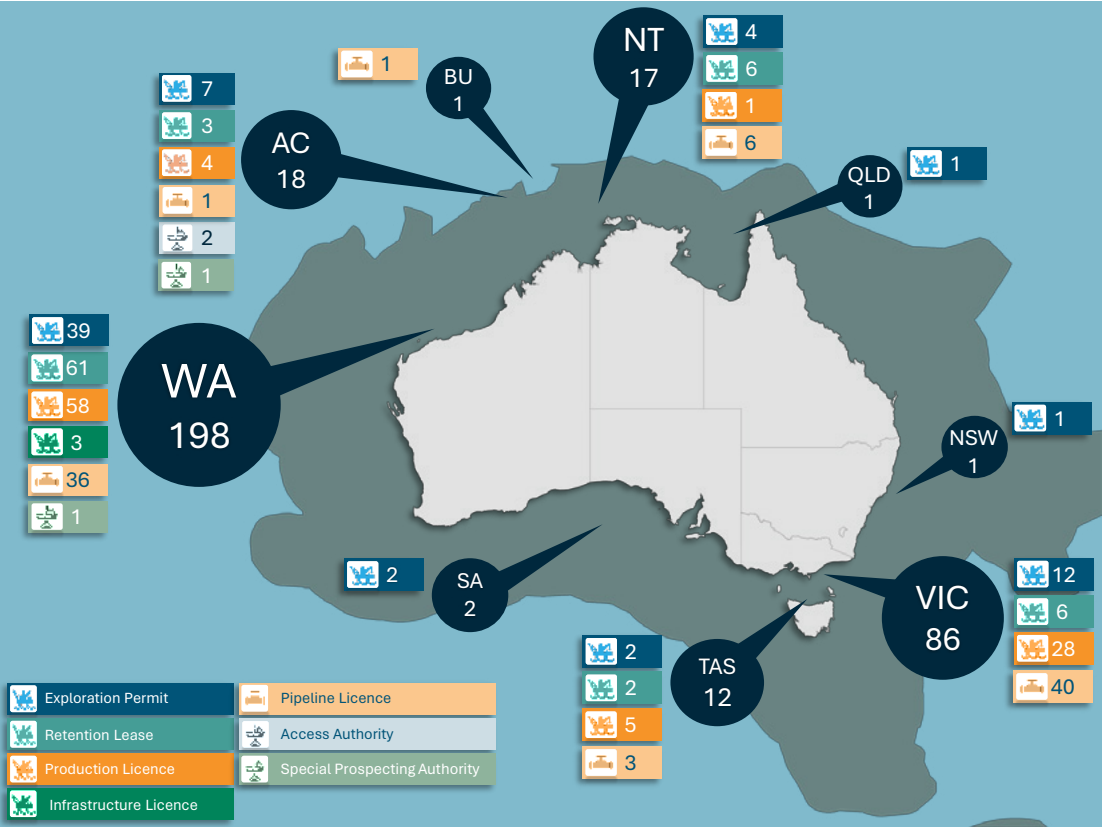 BU
1
1
NT
17
4
6
1
6
AC
18
7
3
4
1
2
1
QLD
1
1
WA
198
39
61
58
3
36
1
NSW
1
1
SA
2
2
VIC
86
12
6
28
40
TAS
12
2
2
5
3
Exploration Permit
Retention Lease
Production Licence
Infrastructure Licence
Pipeline Licence
Access Authority
Special Prospecting Authority